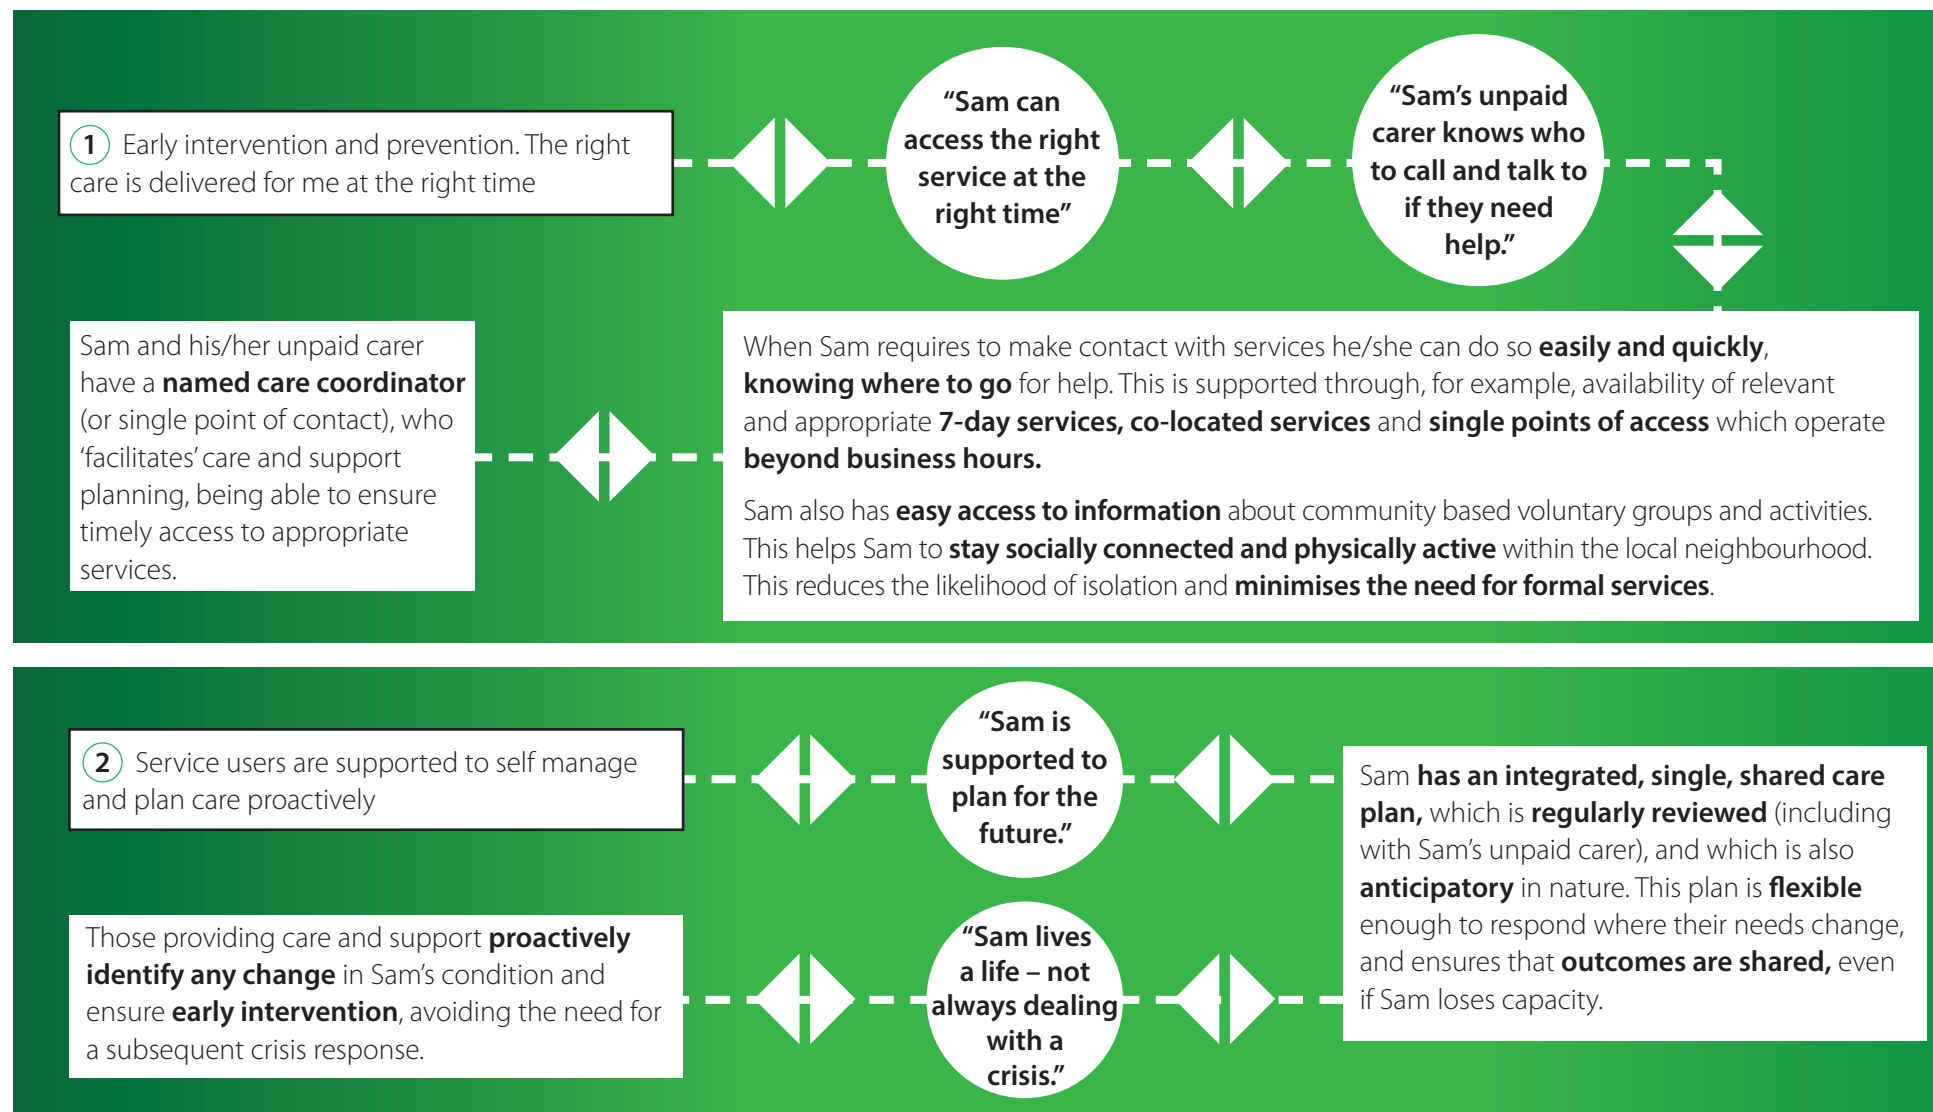 1 Early intervention and prevention. The right
care is delivered for me at the right time
“Sam can
access the right
service at the
right time”
“Sam’s unpaid
carer knows who
to call and talk to
if they need
help.”
When Sam requires to make contact with services he/she can do so easily and quickly,
knowing where to go for help. This is supported through, for example, availability of relevant
and appropriate 7-day services, co-located services and single points of access which operate
beyond business hours.
Sam also has easy access to information about community based voluntary groups and activities.
This helps Sam to stay socially connected and physically active within the local neighbourhood.
This reduces the likelihood of isolation and minimises the need for formal services.
Sam and his/her unpaid carer
have a named care coordinator
(or single point of contact), who
‘facilitates’ care and support
planning, being able to ensure
timely access to appropriate
services.
2 Service users are supported to self manage
and plan care proactively
“Sam is
supported to
plan for the
future.”
Sam has an integrated, single, shared care
plan, which is regularly reviewed (including
with Sam’s unpaid carer), and which is also
anticipatory in nature. This plan is flexible
enough to respond where their needs change,
and ensures that outcomes are shared, even
if Sam loses capacity.
“Sam lives
a life – not
always dealing
with a
crisis.”
Those providing care and support proactively
identify any change in Sam’s condition and
ensure early intervention, avoiding the need for
a subsequent crisis response.